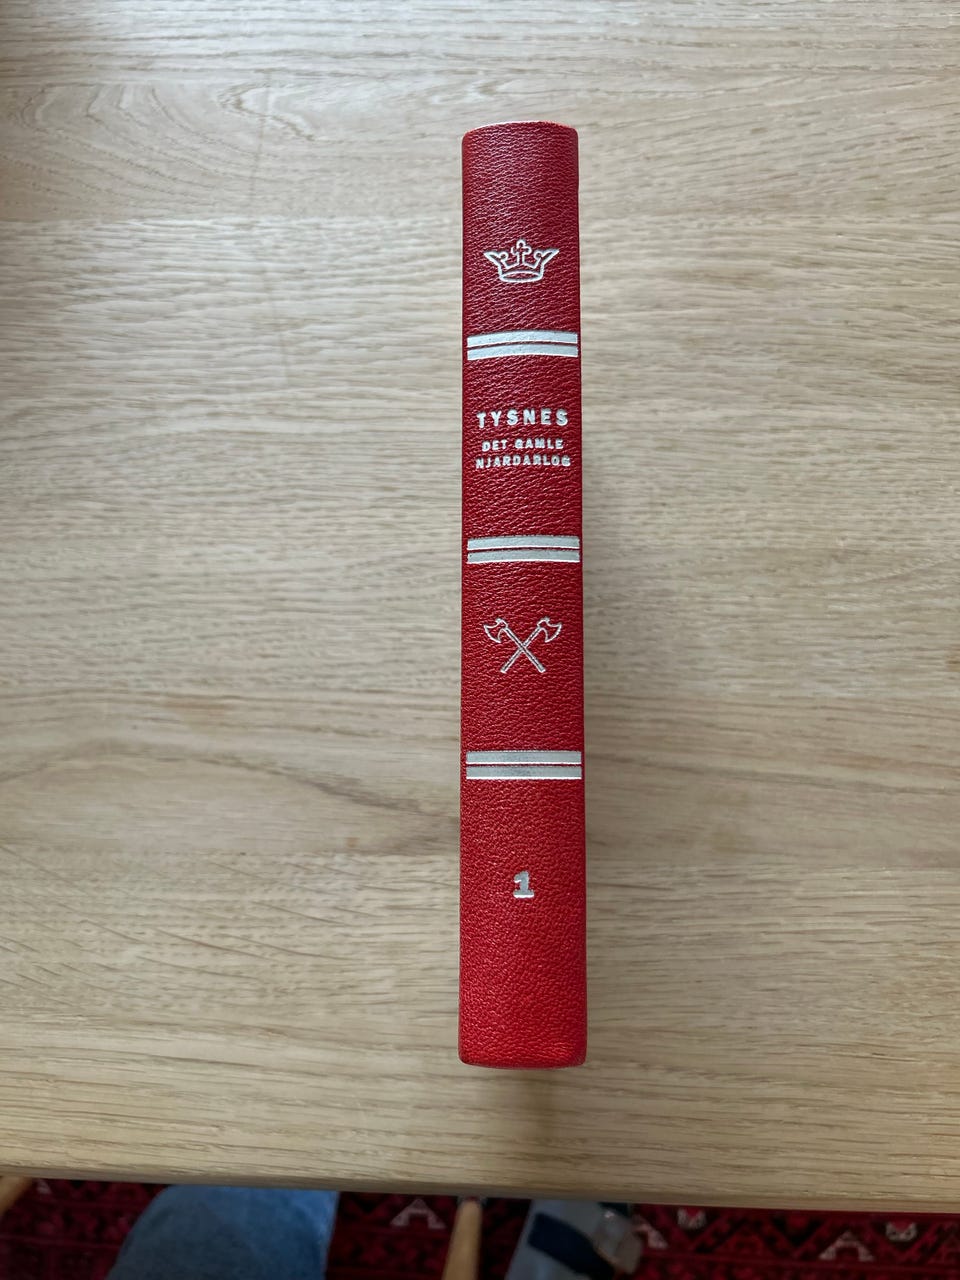 TYSNES
DET GAMLE
NJARDARLOG
1